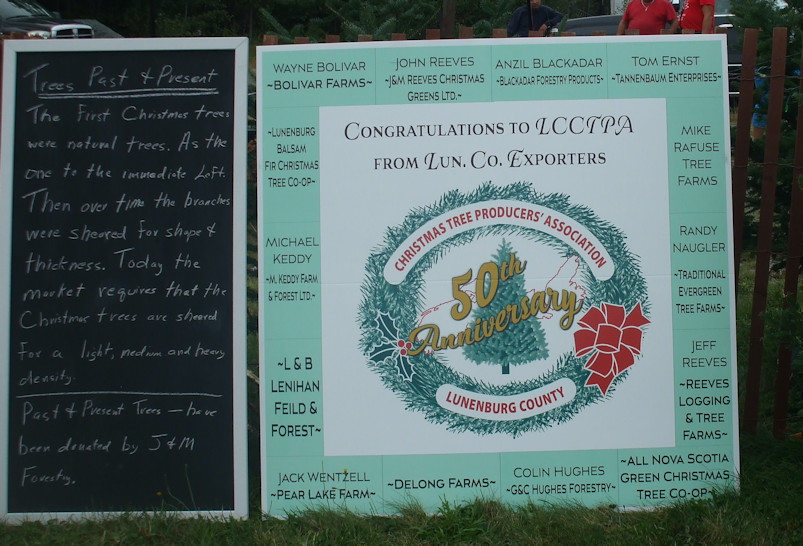 Trees Past & Present
The First Christmas trees
were natural trees. As the
one to the immediate Left.
Then over time the branches
were sheared for shape &
thickness. Today the
market requires that the
Christmas trees are sheared
for a light, medium and heavy
density.
Past & Present Trees — have
been donated by J&M
Forestry.
WAYNE BOLIVAR
~BOLIVAR FARMS~
JOHN REEVES
~J&M REEVES CHRISTMAS
GREENS LTD.~
ANZIL BLACKADAR
~BLACKADAR FORESTRY PRODUCTS~
TOM ERNST
~TANNENBAUM ENTERPRISES~
~LUNENBURG
BALSAM
FIR CHRISTMAS
TREE CO-OP~
MICHAEL
KEDDY
~M. KEDDY FARM
& FOREST LTD.~
~L & B
LENIHAN
FEILD &
FOREST~
CONGRATULATIONS TO LCCTPA
FROM LUN. CO. EXPORTERS
CHRISTMAS TREE PRODUCERS' ASSOCIATION
50th
Anniversary
LUNENBURG COUNTY
MIKE
RAFUSE
TREE
FARMS
RANDY
NAUGLER
~TRADITIONAL
EVERGREEN
TREE FARMS~
JEFF
REEVES
~REEVES
LOGGING
& TREE
FARMS~
JACK WENTZELL
~PEAR LAKE FARM~
~DELONG FARMS~
COLIN HUGHES
~G&C HUGHES FORESTRY~
~ALL NOVA SCOTIA
GREEN CHRISTMAS
TREE CO-OP~